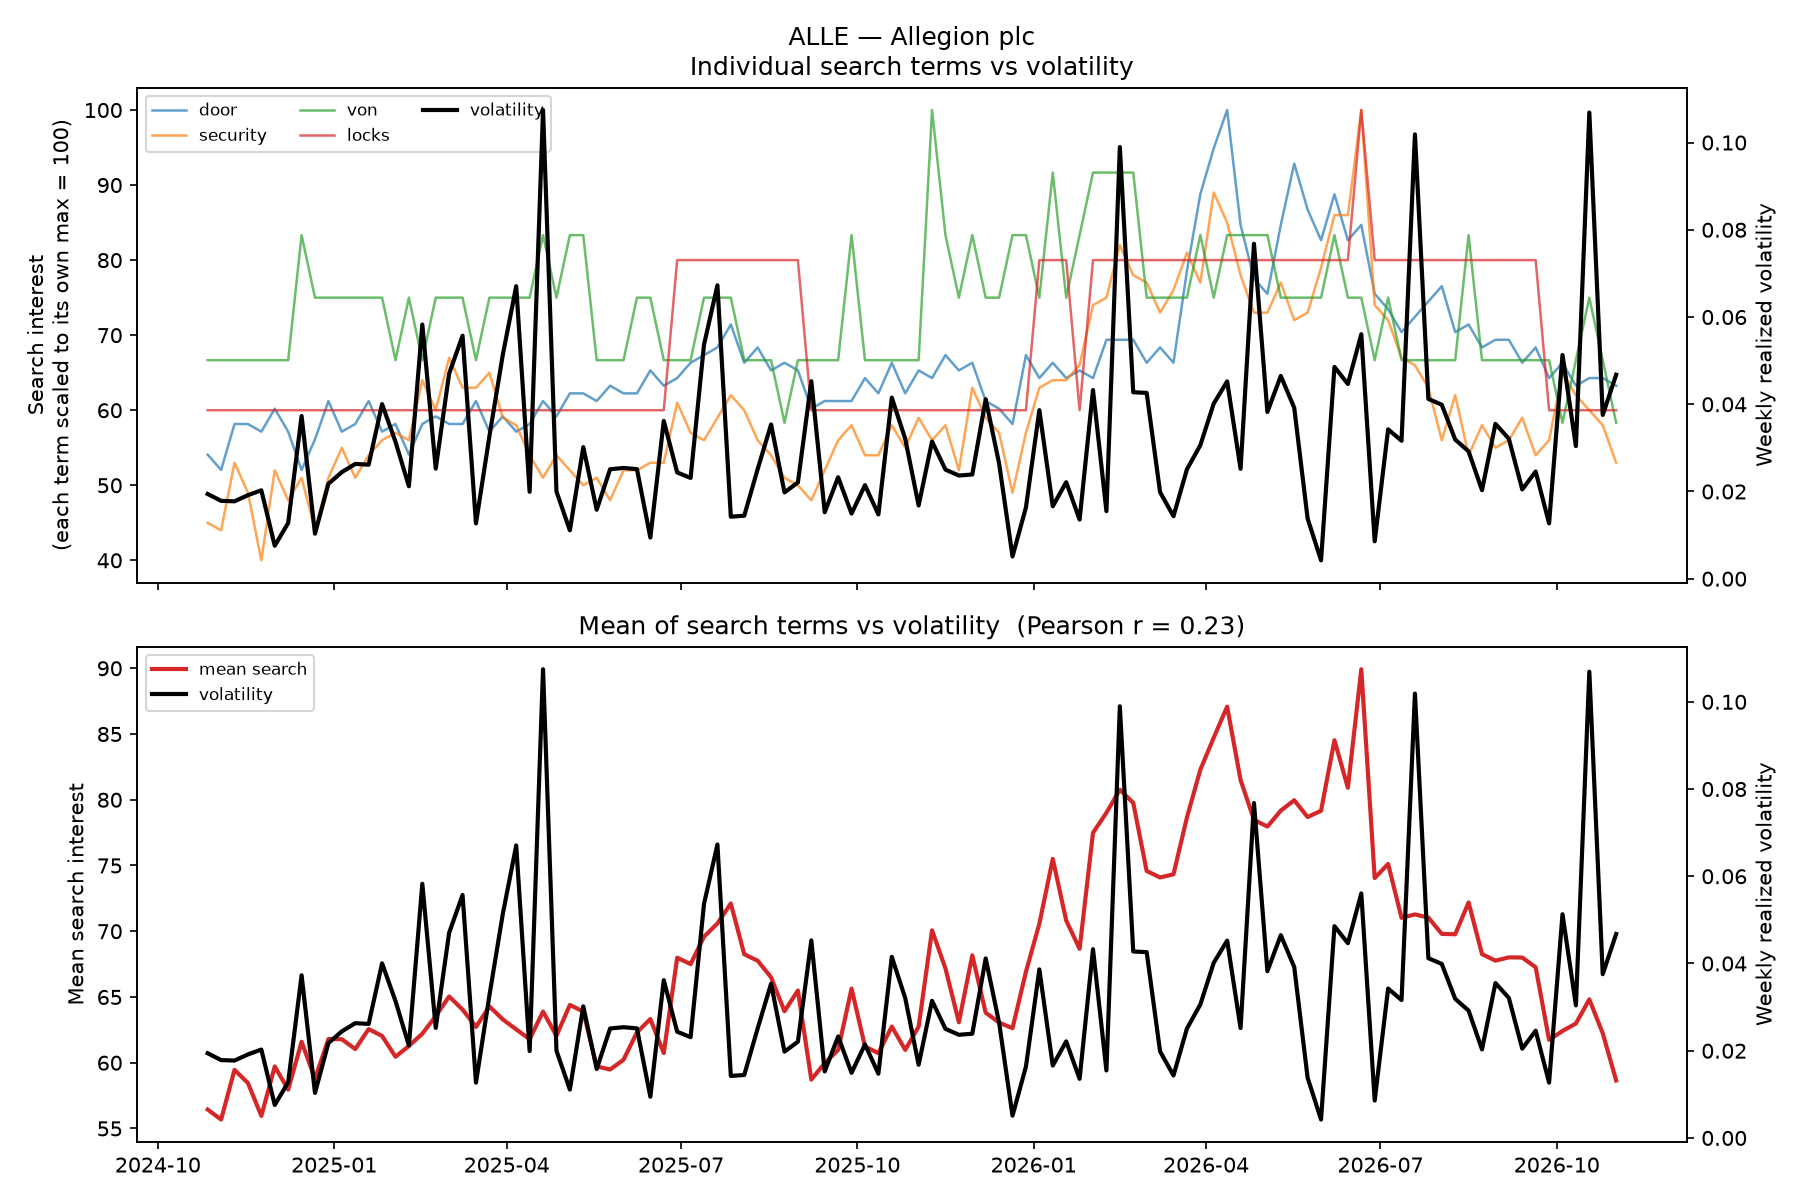 ALLE — Allegion plc
Individual search terms vs volatility
door
security
von
locks
volatility
Search interest
(each term scaled to its own max = 100)
100
90
80
70
60
50
40
0.10
0.08
0.06
0.04
0.02
0.00
Weekly realized volatility
Mean of search terms vs volatility  (Pearson r = 0.23)
mean search
volatility
Mean search interest
90
85
80
75
70
65
60
55
0.10
0.08
0.06
0.04
0.02
0.00
Weekly realized volatility
2024-10 2025-01 2025-04 2025-07 2025-10 2026-01 2026-04 2026-07 2026-10